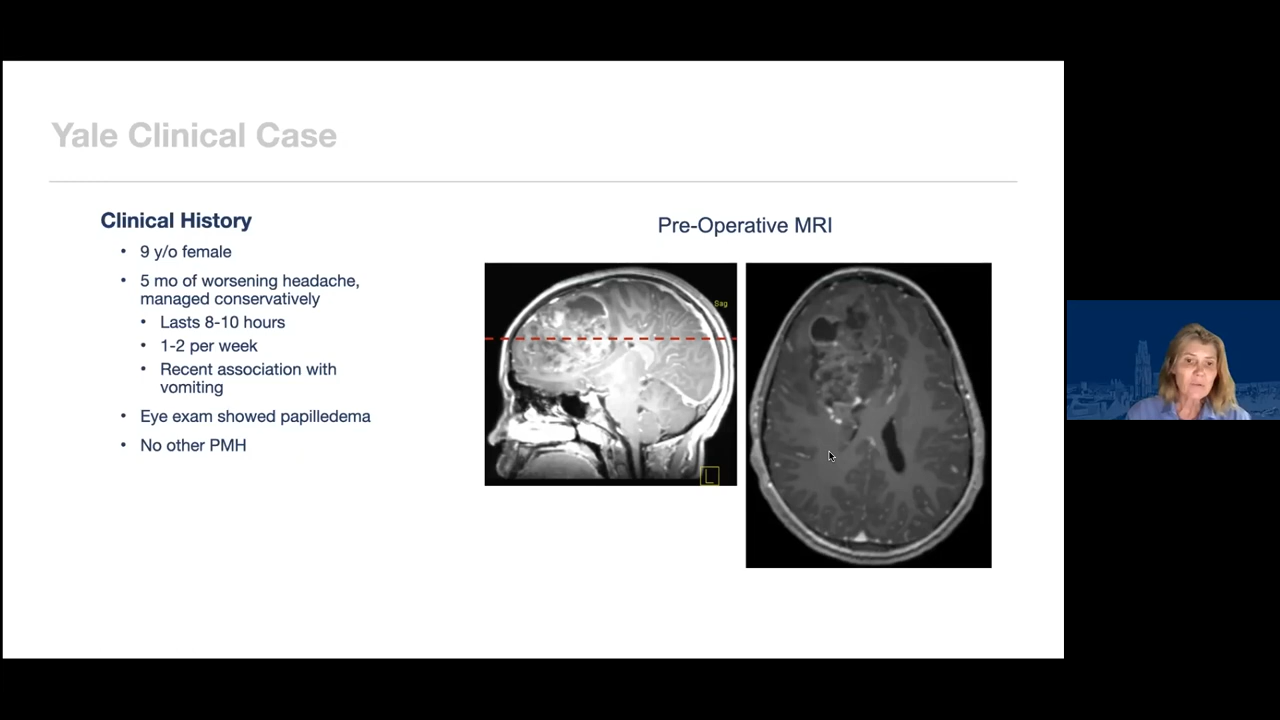 Yale Clinical Case
Clinical History
• 9 y/o female
• 5 mo of worsening headache,
managed conservatively
• Lasts 8-10 hours
• 1-2 per week
• Recent association with
vomiting
• Eye exam showed papilledema
• No other PMH
Pre-Operative MRI
Sag
L